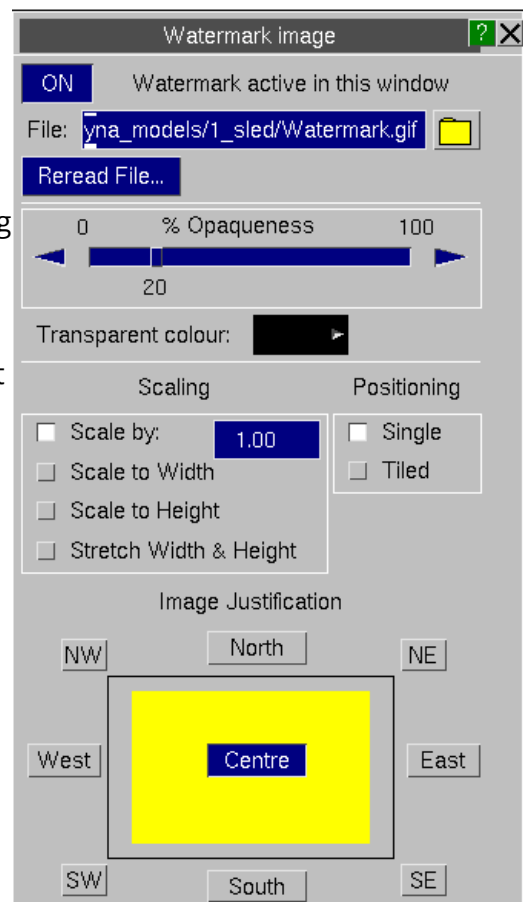 Watermark image ? X
ON Watermark active in this window
File: yna_models/1_sled/Watermark.gif
Reread File...
g
0 % Opaqueness 100
20
Transparent colour:
t
Scaling Positioning
Scale by: 1.00 Single
Scale to Width Tiled
Scale to Height
Stretch Width & Height
Image Justification
NW North NE
West Centre East
SW South SE